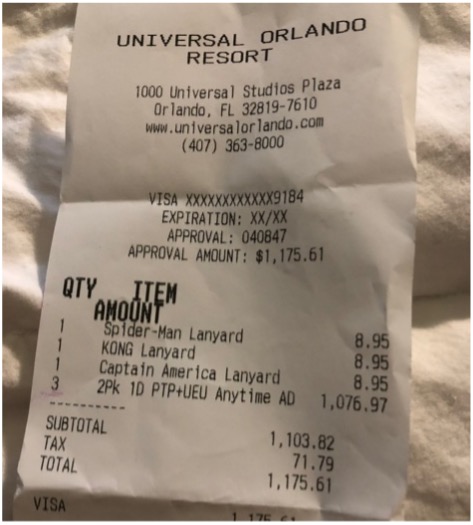 UNIVERSAL ORLANDO
RESORT
1000 Universal Studios Plaza
Orlando, FL 32819-7610
www.universalorlando.com
(407) 363-8000
VISA XXXXXXXXXXXX9184
EXPIRATION: XX/XX
APPROVAL: 040847
APPROVAL AMOUNT: $1,175.61
QTY ITEM
AMOUNT
1 Spider-Man Lanyard 8.95
1 KONG Lanyard 8.95
1 Captain America Lanyard 8.95
3 2Pk 1D PTP+UEU Anytime AD 1,076.97
----------
SUBTOTAL 1,103.82
TAX 71.79
TOTAL 1,175.61
VISA 1,175.61